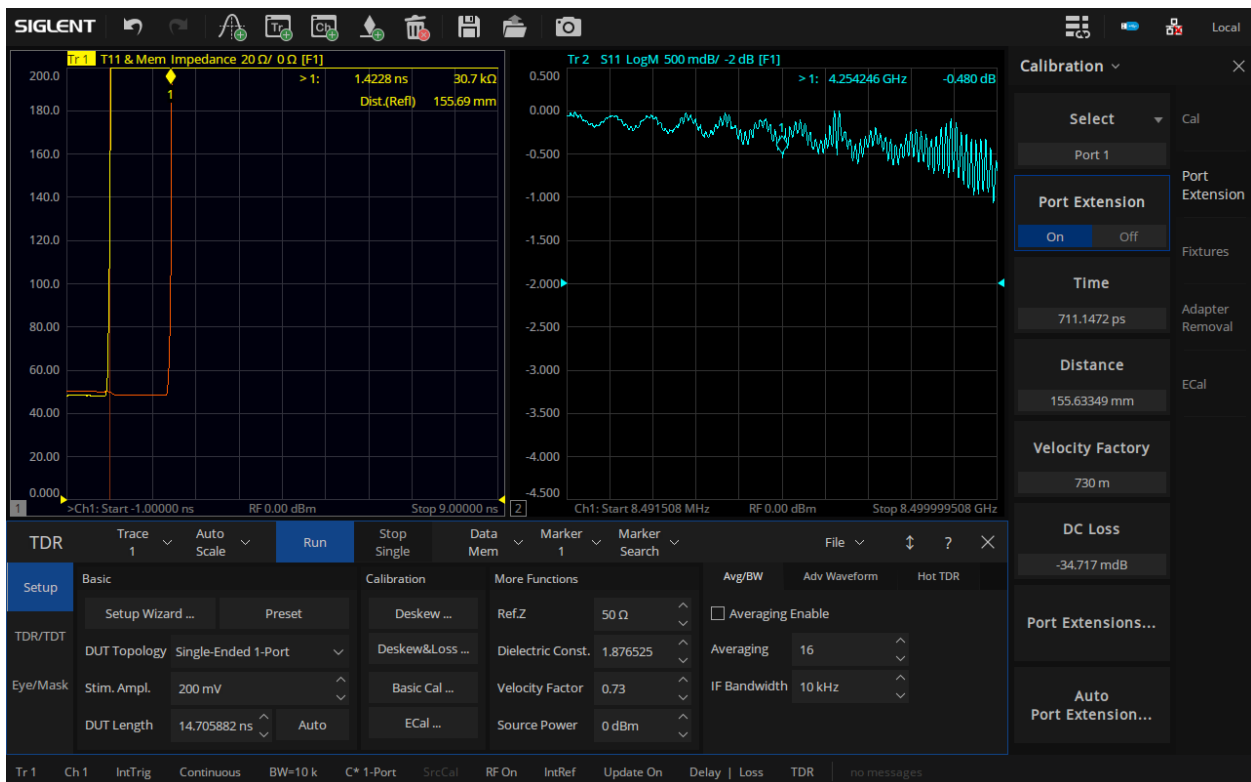 SIGLENT Tr Ch Local
Tr 1 T11 & Mem Impedance 20 Ω/ 0 Ω [F1]
> 1: 1.4228 ns 30.7 kΩ
Dist.(Refl) 155.69 mm
1
200.0
180.0
160.0
140.0
120.0
100.0
80.00
60.00
40.00
20.00
0.000
1 >Ch1: Start -1.00000 ns RF 0.00 dBm Stop 9.00000 ns
Tr 2 S11 LogM 500 mdB/ -2 dB [F1]
> 1: 4.254246 GHz -0.480 dB
1
0.500
0.000
-0.500
-1.000
-1.500
-2.000
-2.500
-3.000
-3.500
-4.000
-4.500
2 Ch1: Start 8.491508 MHz RF 0.00 dBm Stop 8.499999508 GHz
Calibration
Select
Port 1
Port Extension
On Off
Time
711.1472 ps
Distance
155.63349 mm
Velocity Factory
730 m
DC Loss
-34.717 mdB
Port Extensions...
Auto
Port Extension...
Cal
Port
Extension
Fixtures
Adapter
Removal
ECal
TDR Trace 1 Auto Scale Run Stop Single Data Mem Marker 1 Marker Search File ?
Setup
TDR/TDT
Eye/Mask
Basic
Setup Wizard ... Preset
DUT Topology Single-Ended 1-Port
Stim. Ampl. 200 mV
DUT Length 14.705882 ns Auto
Calibration
Deskew ...
Deskew&Loss ...
Basic Cal ...
ECal ...
More Functions
Ref.Z 50 Ω
Dielectric Const. 1.876525
Velocity Factor 0.73
Source Power 0 dBm
Avg/BW Adv Waveform Hot TDR
Averaging Enable
Averaging 16
IF Bandwidth 10 kHz
Tr 1 Ch 1 IntTrig Continuous BW=10 k C* 1-Port SrcCal RF On IntRef Update On Delay | Loss TDR no messages